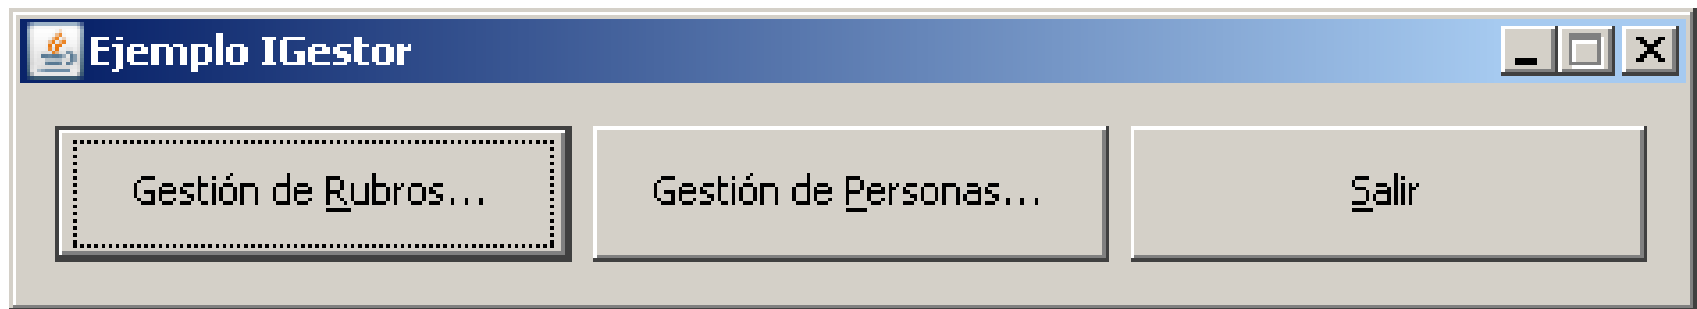 Ejemplo IGestor
Gestión de Rubros...
Gestión de Personas...
Salir